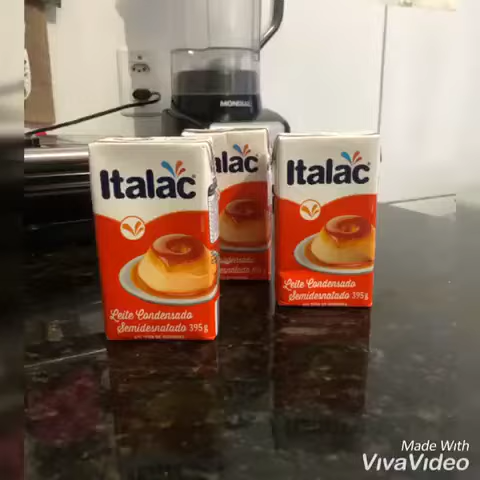 MONDIAL
Italac
Leite Condensado
Semidesnatado 395g
Italac
Italac
Leite Condensado
Semidesnatado 395g
Made With
VivaVideo